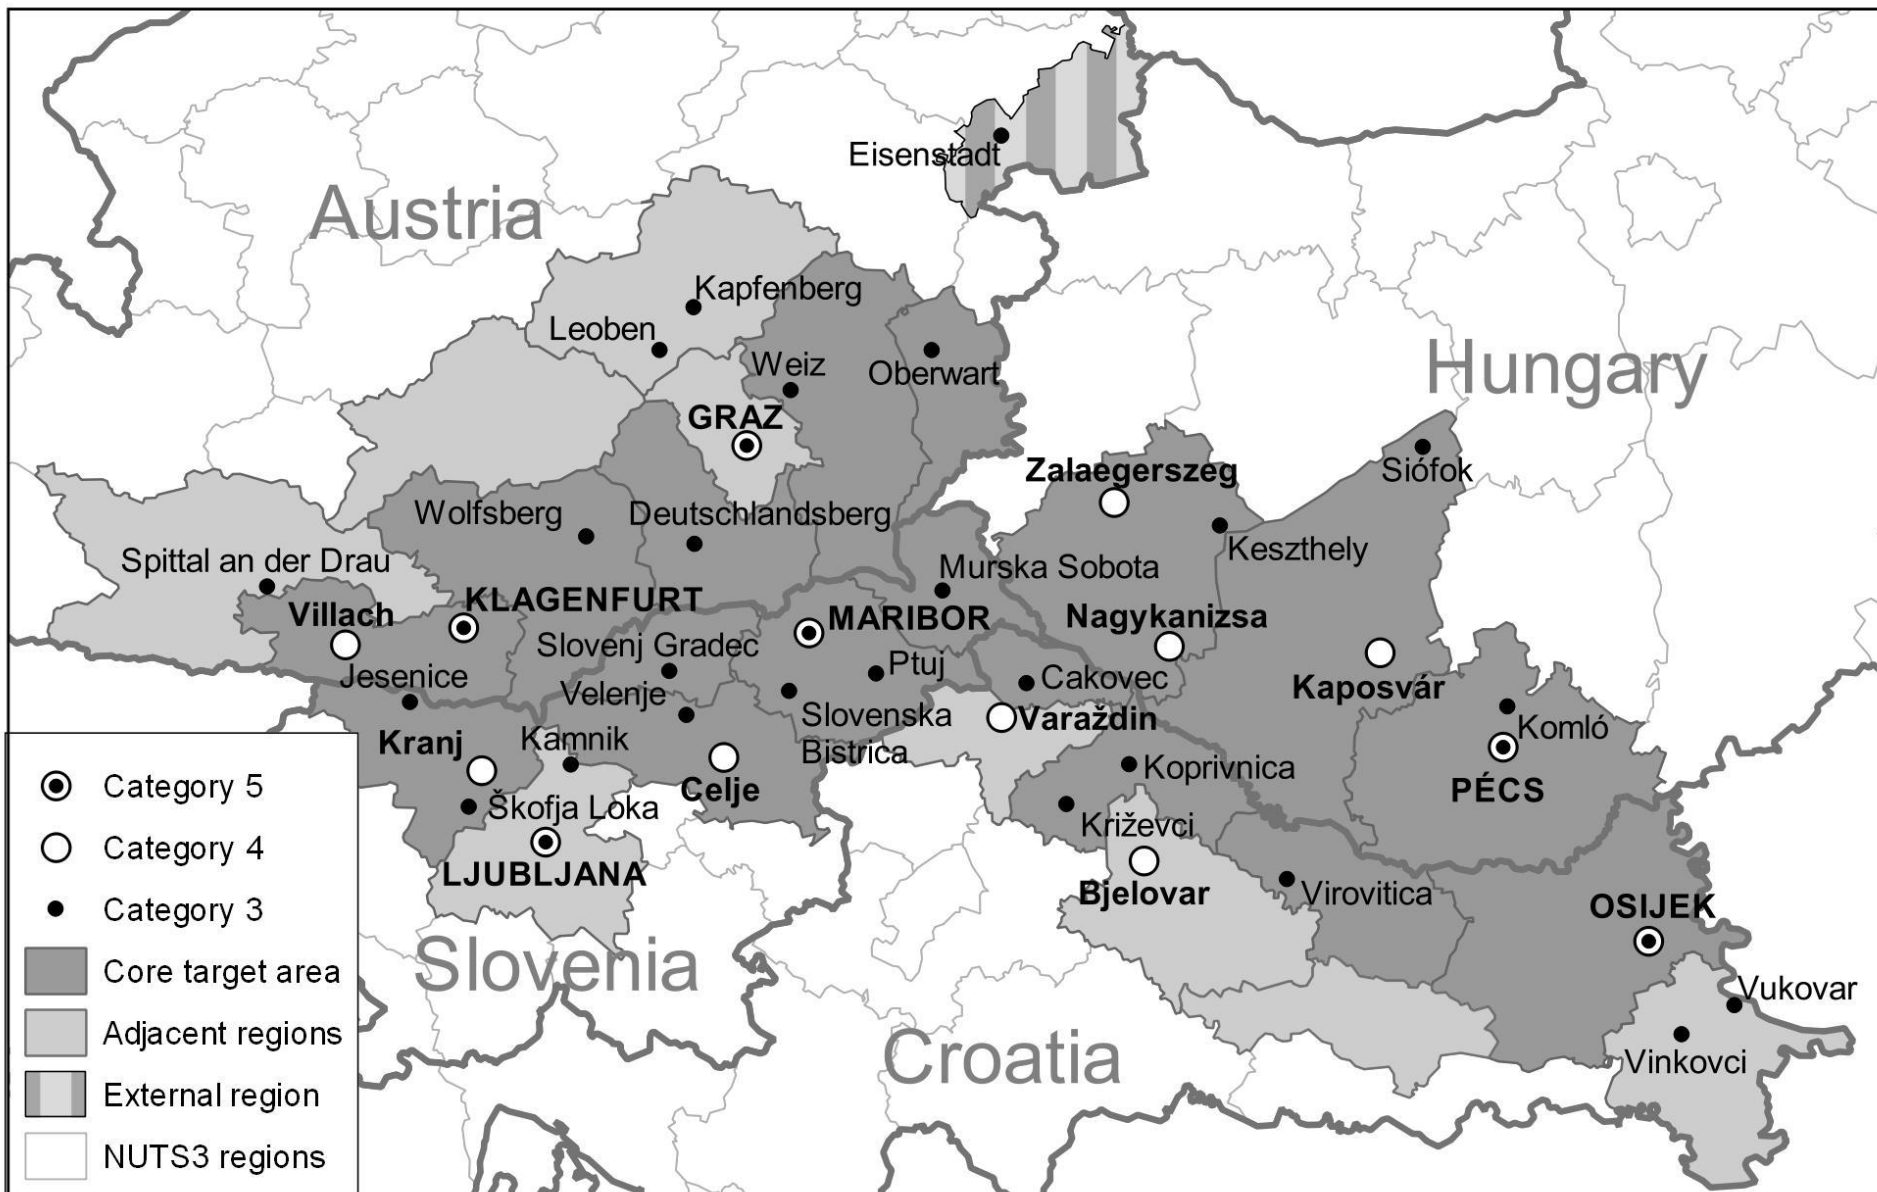 Eisenstadt
Austria
Kapfenberg
Leoben
Weiz
Oberwart
Hungary
GRAZ
Zalaegerszeg
Siófok
Wolfsberg
Deutschlandsberg
Keszthely
Spittal an der Drau
Murska Sobota
Villach
KLAGENFURT
MARIBOR
Nagykanizsa
Slovenj Gradec
Ptuj
Jesenice
Cakovec
Kaposvár
Velenje
Slovenska
Bistrica
Varaždin
Komló
Kranj
Kamnik
Celje
Koprivnica
PÉCS
Škofja Loka
Križevci
LJUBLJANA
Bjelovar
Virovitica
OSIJEK
Slovenia
Vukovar
Croatia
Vinkovci
Category 5
Category 4
Category 3
Core target area
Adjacent regions
External region
NUTS3 regions